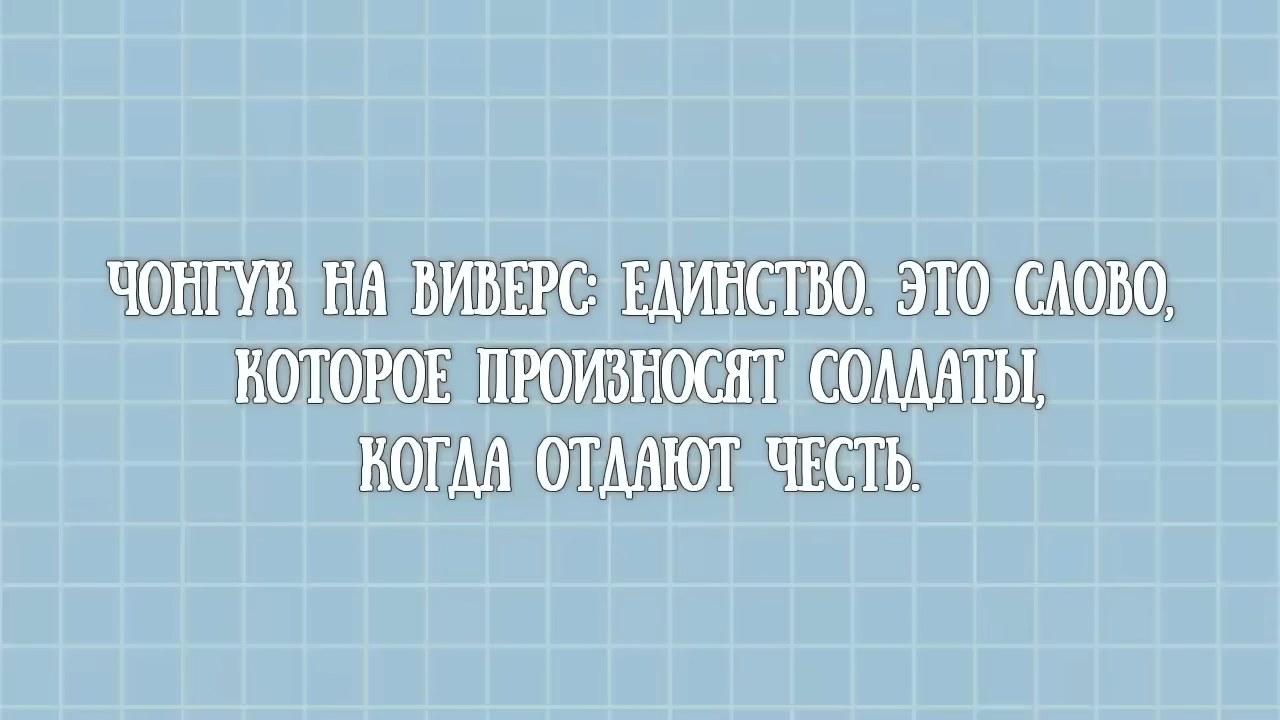 ЧОНГУК НА ВИВЕРС: ЕДИНСТВО. ЭТО СЛОВО,
КОТОРОЕ ПРОИЗНОСЯТ СОЛДАТЫ,
КОГДА ОТДАЮТ ЧЕСТЬ.